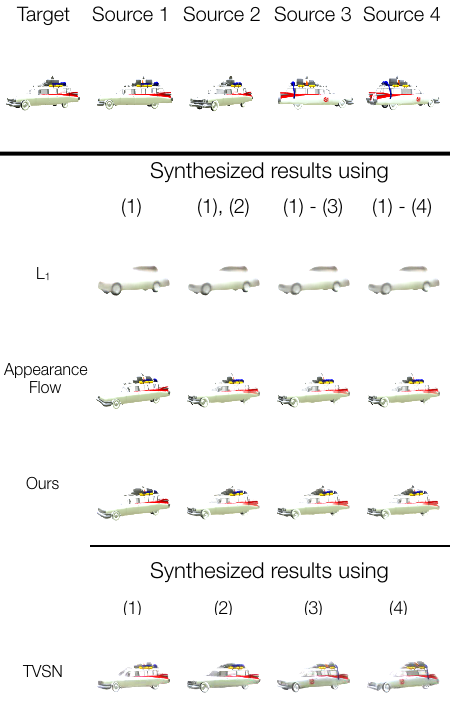 Target Source 1 Source 2 Source 3 Source 4
Synthesized results using
(1) (1), (2) (1) - (3) (1) - (4)
L₁
Appearance
Flow
Ours
Synthesized results using
(1) (2) (3) (4)
TVSN